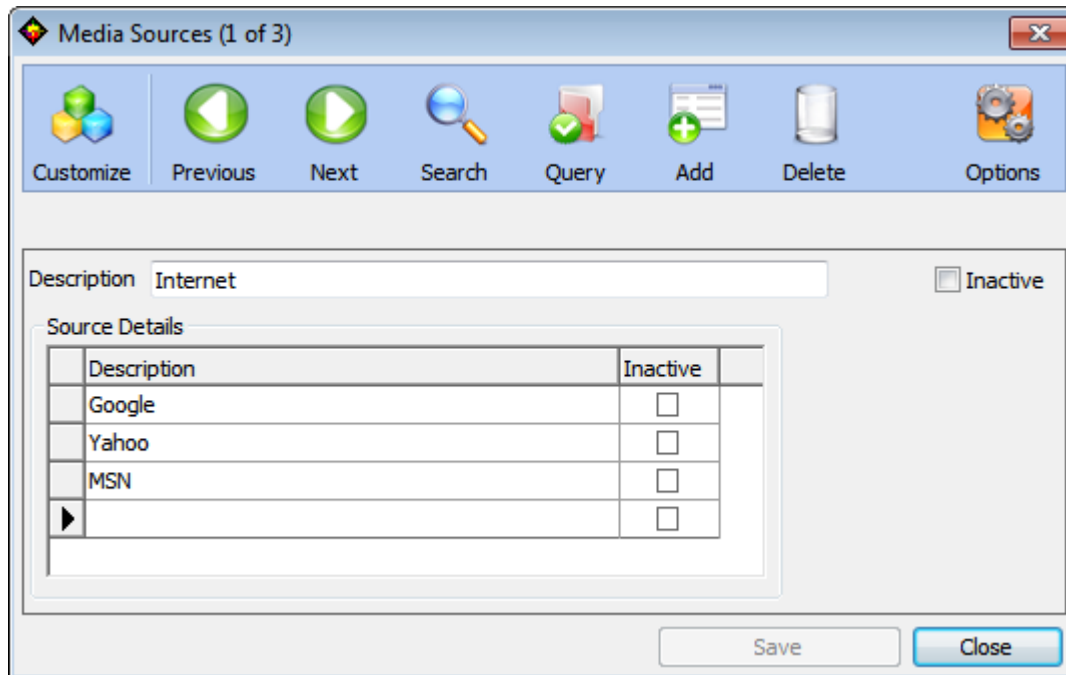 Media Sources (1 of 3)
Customize Previous Next Search Query Add Delete Options
Description Internet Inactive
Source Details
Description Inactive
Google
Yahoo
MSN
Save Close